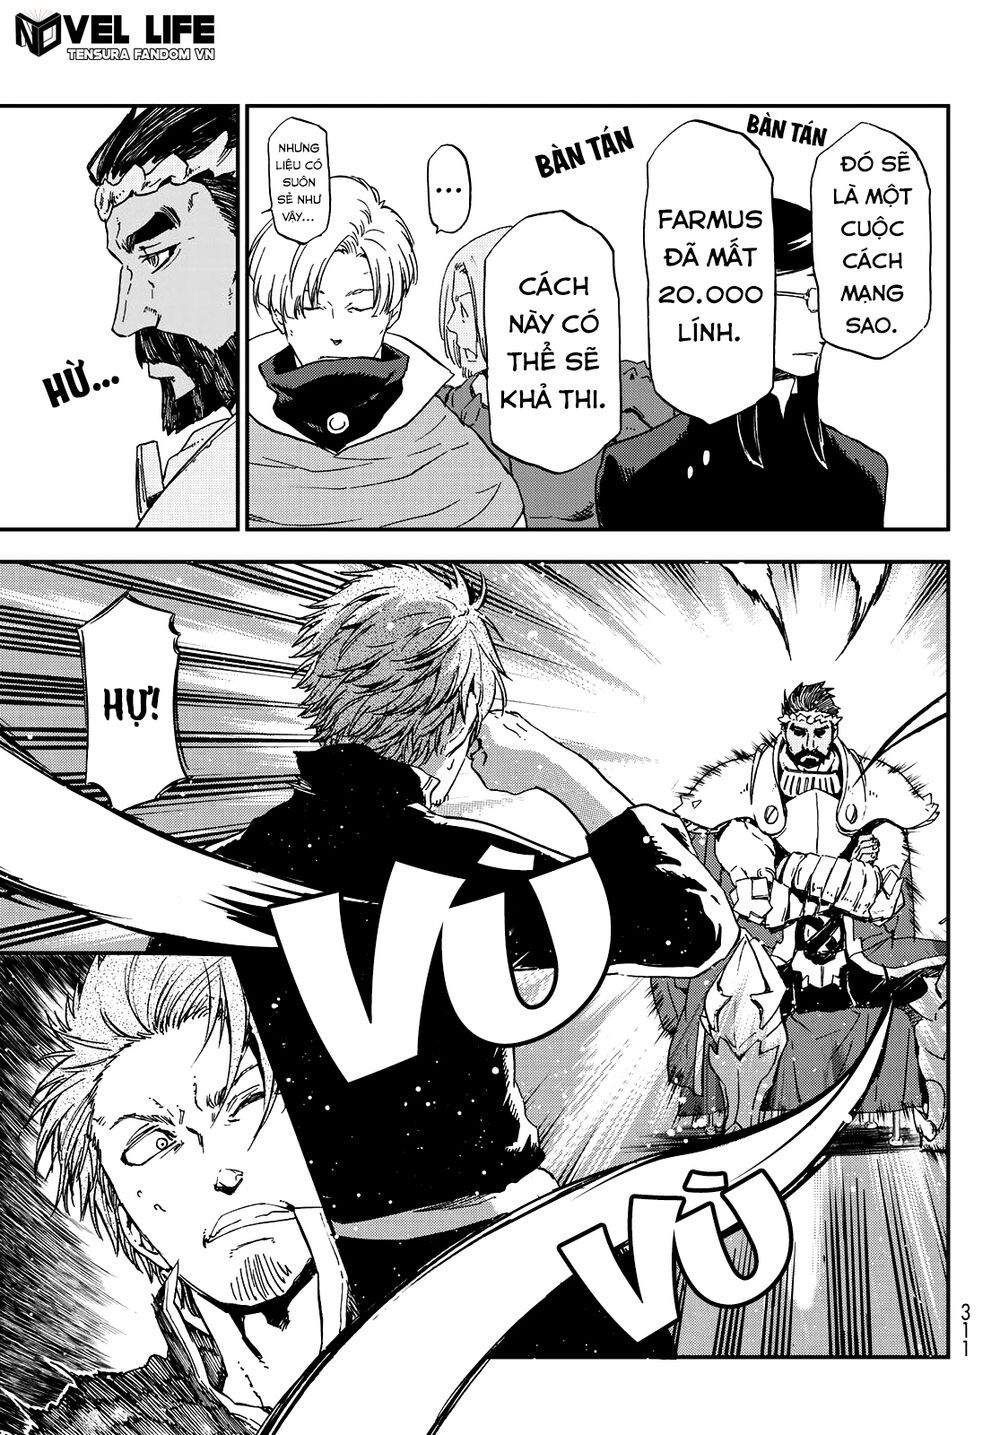 NOVEL LIFE
TENSURA FANDOM VN
BÀN TÁN
ĐÓ SẼ
LÀ MỘT
CUỘC
CÁCH
MẠNG
SAO.
BÀN TÁN
FARMUS
ĐÃ MẤT
20.000
LÍNH.
CÁCH
NÀY CÓ
THỂ SẼ
KHẢ THI.
...
NHƯNG
LIỆU CÓ
SUÔN
SẺ NHƯ
VẬY...
HỪ...
HỰ!
VÙ
VÙ
311